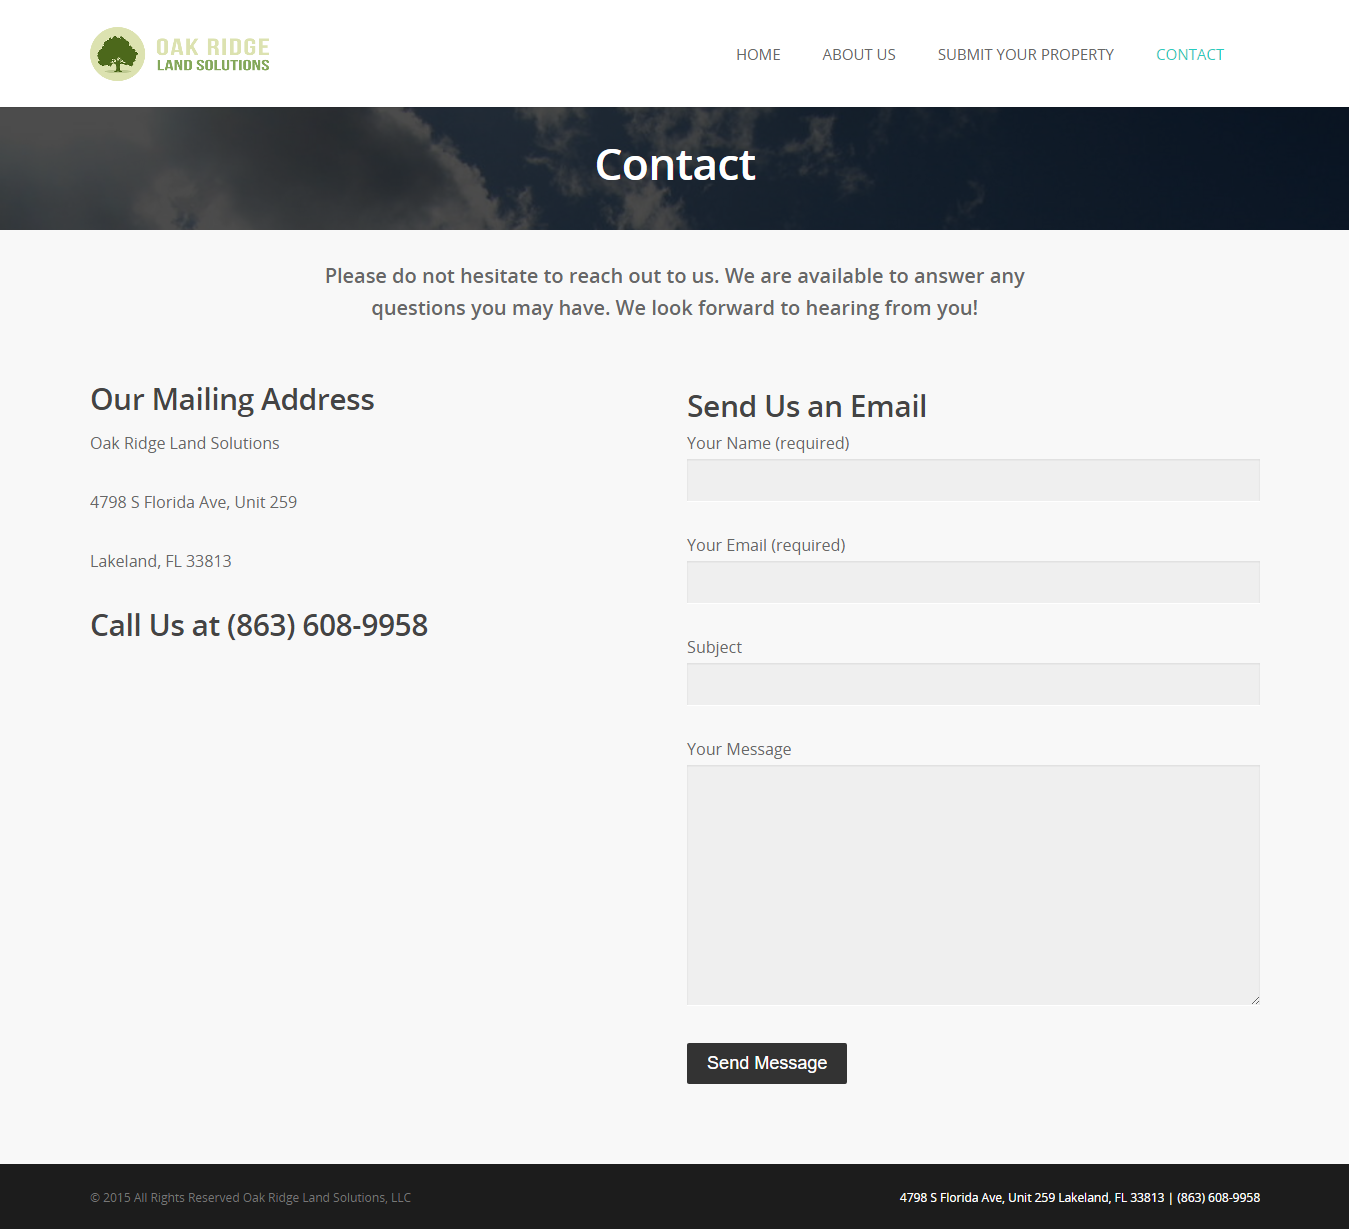 OAK RIDGE
LAND SOLUTIONS
HOME ABOUT US SUBMIT YOUR PROPERTY CONTACT
Contact
Please do not hesitate to reach out to us. We are available to answer any
questions you may have. We look forward to hearing from you!
Our Mailing Address
Oak Ridge Land Solutions
4798 S Florida Ave, Unit 259
Lakeland, FL 33813
Call Us at (863) 608-9958
Send Us an Email
Your Name (required)
Your Email (required)
Subject
Your Message
Send Message
© 2015 All Rights Reserved Oak Ridge Land Solutions, LLC
4798 S Florida Ave, Unit 259 Lakeland, FL 33813 | (863) 608-9958